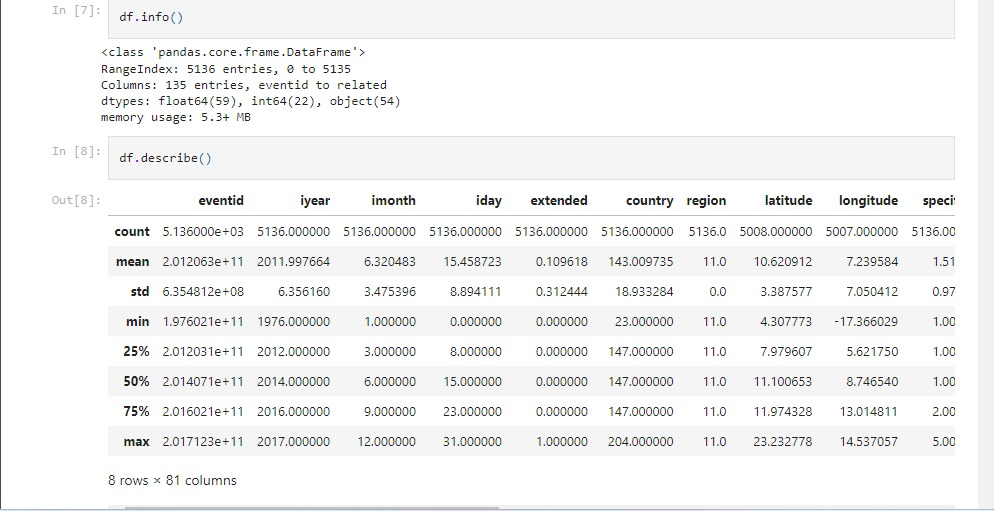 In [7]: df.info()
<class 'pandas.core.frame.DataFrame'>
RangeIndex: 5136 entries, 0 to 5135
Columns: 135 entries, eventid to related
dtypes: float64(59), int64(22), object(54)
memory usage: 5.3+ MB
In [8]: df.describe()
Out[8]:
eventid iyear imonth iday extended country region latitude longitude speci
count 5.136000e+03 5136.000000 5136.000000 5136.000000 5136.000000 5136.000000 5136.0 5008.000000 5007.000000 5136.00
mean 2.012063e+11 2011.997664 6.320483 15.458723 0.109618 143.009735 11.0 10.620912 7.239584 1.51
std 6.354812e+08 6.356160 3.475396 8.894111 0.312444 18.933284 0.0 3.387577 7.050412 0.97
min 1.976021e+11 1976.000000 1.000000 0.000000 0.000000 23.000000 11.0 4.307773 -17.366029 1.00
25% 2.012031e+11 2012.000000 3.000000 8.000000 0.000000 147.000000 11.0 7.979607 5.621750 1.00
50% 2.014071e+11 2014.000000 6.000000 15.000000 0.000000 147.000000 11.0 11.100653 8.746540 1.00
75% 2.016021e+11 2016.000000 9.000000 23.000000 0.000000 147.000000 11.0 11.974328 13.014811 2.00
max 2.017123e+11 2017.000000 12.000000 31.000000 1.000000 204.000000 11.0 23.232778 14.537057 5.00
8 rows × 81 columns